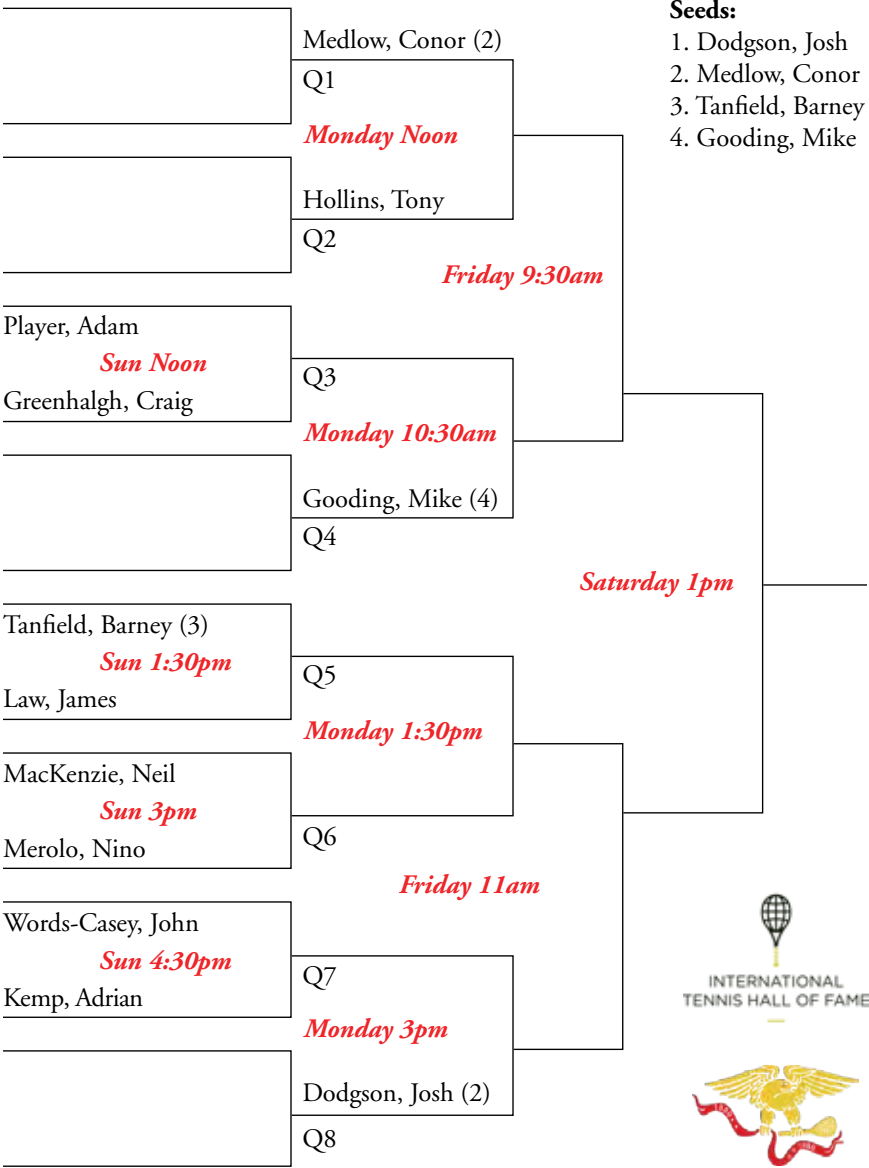 Seeds:
1. Dodgson, Josh
2. Medlow, Conor
3. Tanfield, Barney
4. Gooding, Mike
Medlow, Conor (2)
Q1
Monday Noon
Hollins, Tony
Q2
Friday 9:30am
Player, Adam
Sun Noon
Greenhalgh, Craig
Q3
Monday 10:30am
Gooding, Mike (4)
Q4
Saturday 1pm
Tanfield, Barney (3)
Sun 1:30pm
Law, James
Q5
Monday 1:30pm
MacKenzie, Neil
Sun 3pm
Merolo, Nino
Q6
Friday 11am
Words-Casey, John
Sun 4:30pm
Kemp, Adrian
Q7
Monday 3pm
Dodgson, Josh (2)
Q8
INTERNATIONAL
TENNIS HALL OF FAME